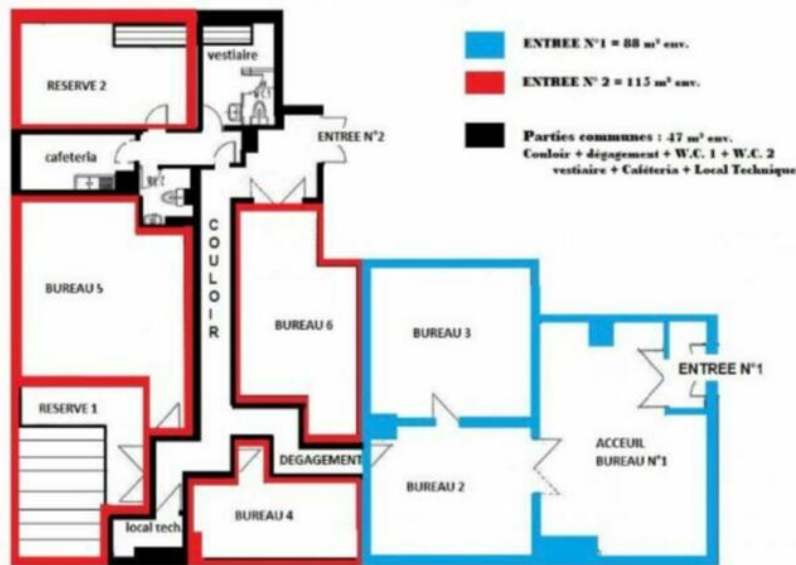 ENTREE N°1 = 88 m² env.
ENTREE N° 2 = 115 m² env.
Parties communes : 47 m² env.
Couloir + dégagement + W.C. 1 + W.C. 2
vestiaire + Caféteria + Local Technique
vestiaire
RESERVE 2
ENTREE N°2
cafeteria
COULOIR
BUREAU 5
BUREAU 6
BUREAU 3
ENTREE N°1
RESERVE 1
ACCEUIL
BUREAU N°1
DEGAGEMENT
BUREAU 2
BUREAU 4
local tech.